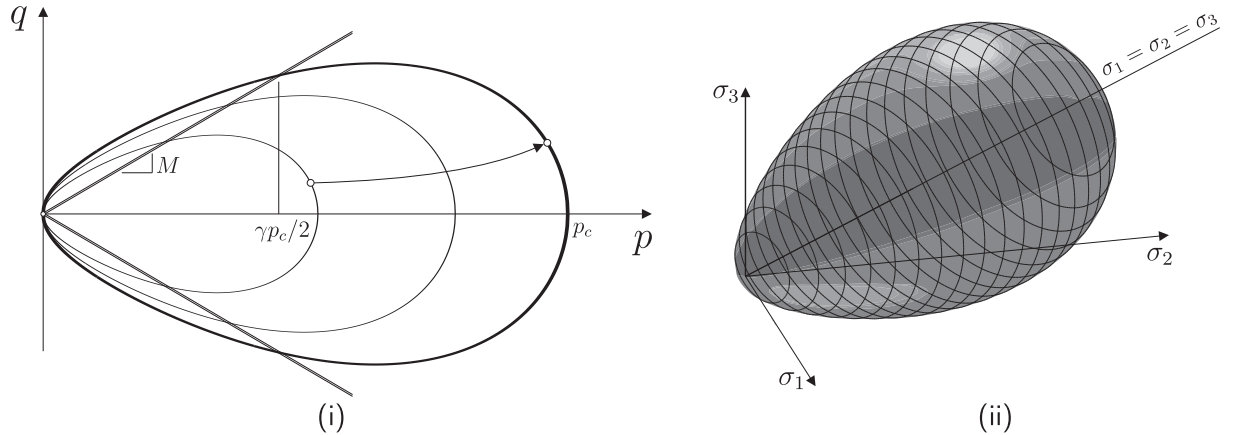 q
M
γp_c/2
p_c
p
(i)
σ_1 = σ_2 = σ_3
σ_3
σ_2
σ_1
(ii)